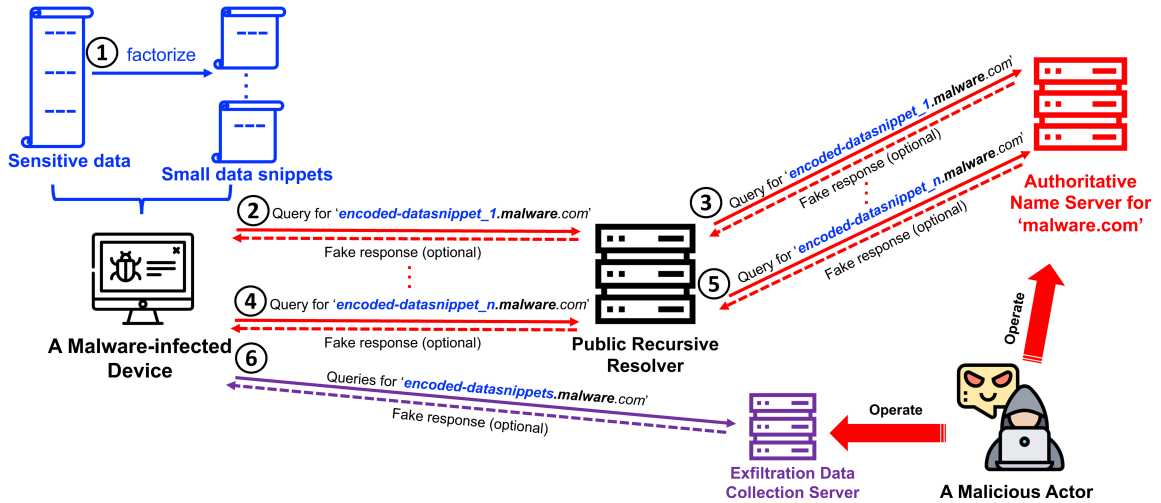 1
factorize
Sensitive data
Small data snippets
2
Query for ‘encoded-datasnippet_1.malware.com’
Fake response (optional)
3
Query for ‘encoded-datasnippet_1.malware.com’
Fake response (optional)
4
Query for ‘encoded-datasnippet_n.malware.com’
Fake response (optional)
5
Query for ‘encoded-datasnippet_n.malware.com’
Fake response (optional)
Authoritative
Name Server for
‘malware.com’
A Malware-infected
Device
Public Recursive
Resolver
6
Queries for ‘encoded-datasnippets.malware.com’
Fake response (optional)
Operate
Operate
Exfiltration Data
Collection Server
A Malicious Actor